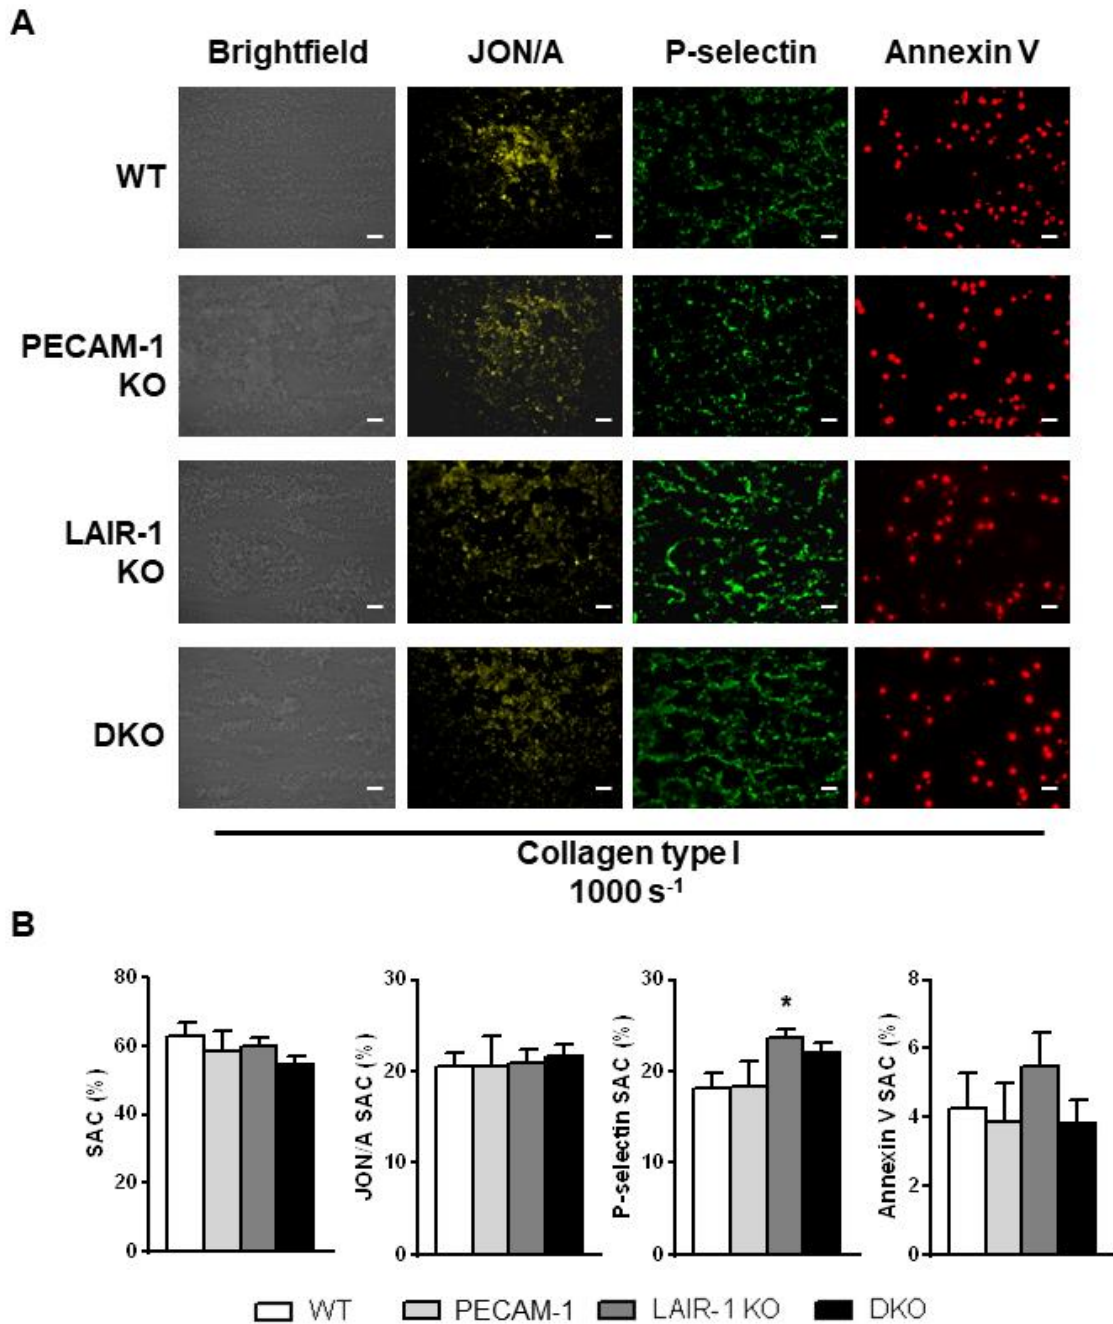 A
Brightfield JON/A P-selectin Annexin V
WT
PECAM-1
KO
LAIR-1
KO
DKO
Collagen type I
1000 s-1
B
SAC (%)
80
60
40
20
0
JON/A SAC (%)
30
20
10
0
P-selectin SAC (%)
30
20
10
0
*
Annexin V SAC (%)
8
6
4
2
0
WT PECAM-1 LAIR-1 KO DKO